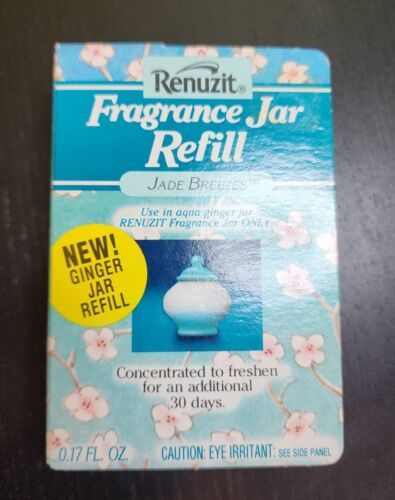 Renuzit®
Fragrance Jar
Refill
JADE BREEZES™
Use in aqua ginger jar
RENUZIT Fragrance Jar ONLY
NEW!
GINGER
JAR
REFILL
Concentrated to freshen
for an additional
30 days.
0.17 FL. OZ.
CAUTION: EYE IRRITANT: SEE SIDE PANEL